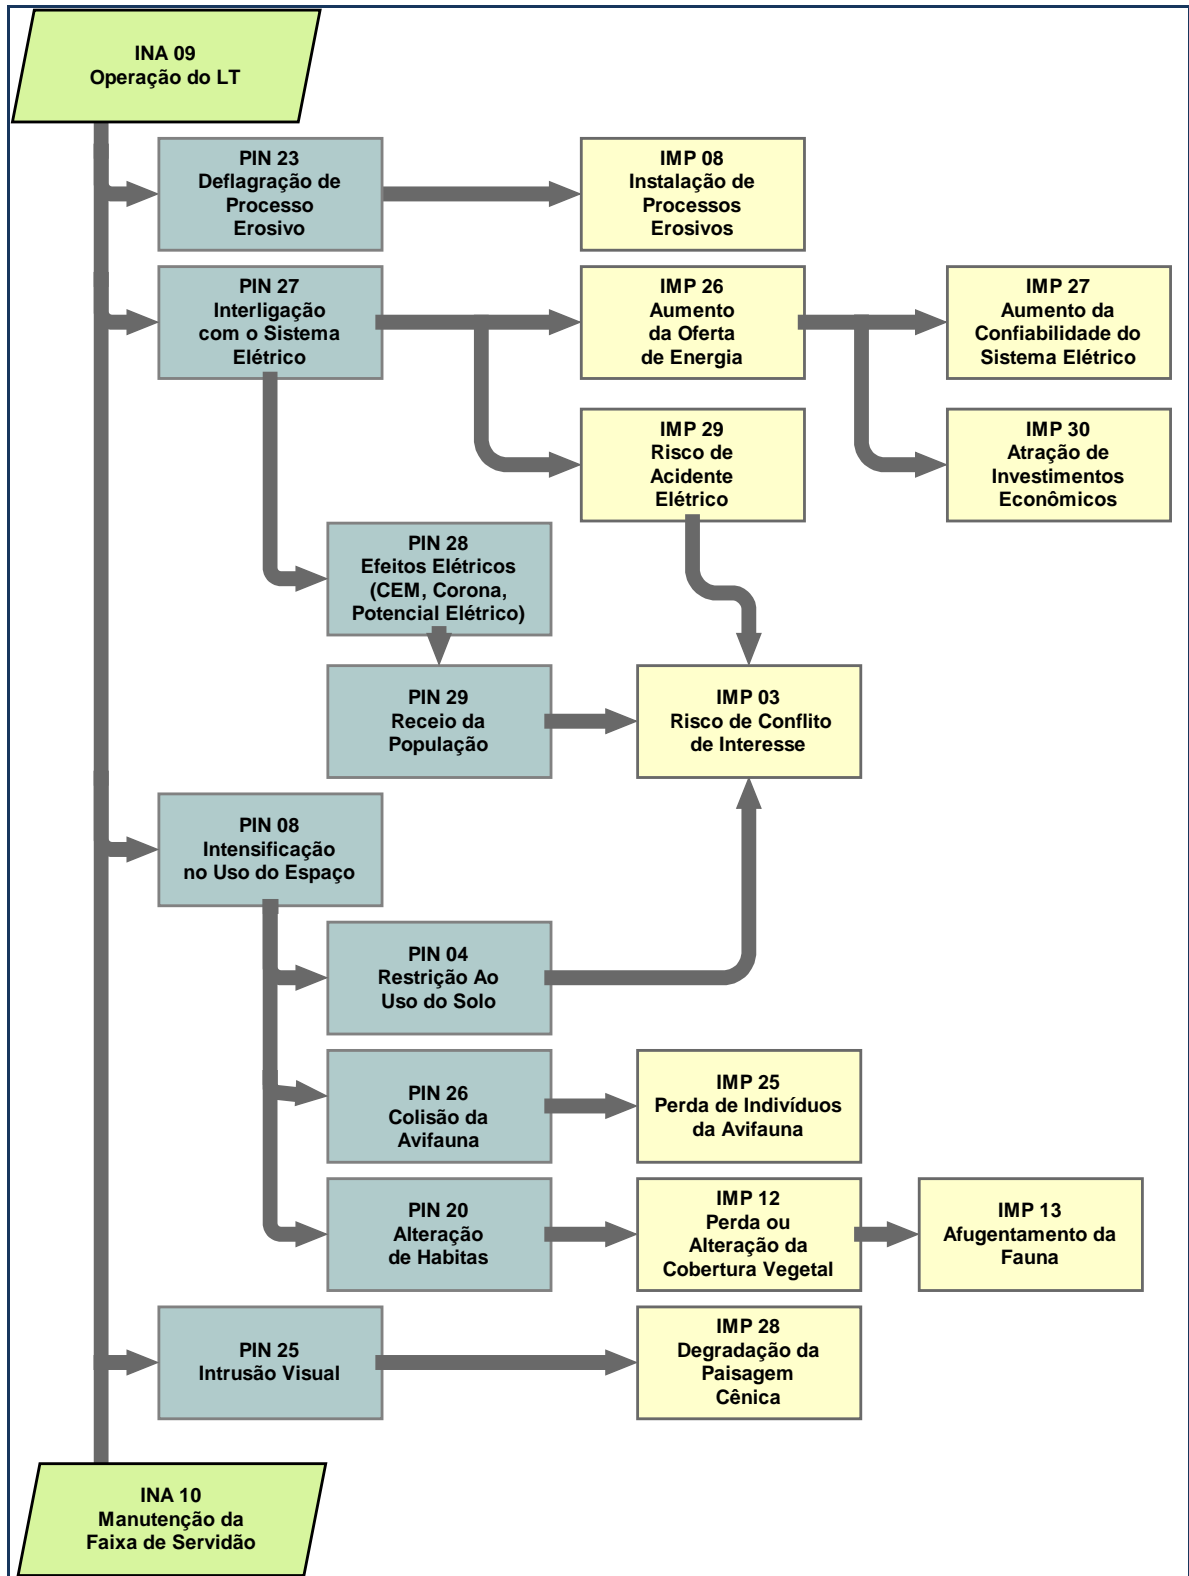 INA 09
Operação do LT
PIN 23
Deflagração de
Processo
Erosivo
IMP 08
Instalação de
Processos
Erosivos
PIN 27
Interligação
com o Sistema
Elétrico
IMP 26
Aumento
da Oferta
de Energia
IMP 27
Aumento da
Confiabilidade do
Sistema Elétrico
IMP 29
Risco de
Acidente
Elétrico
IMP 30
Atração de
Investimentos
Econômicos
PIN 28
Efeitos Elétricos
(CEM, Corona,
Potencial Elétrico)
PIN 29
Receio da
População
IMP 03
Risco de Conflito
de Interesse
PIN 08
Intensificação
no Uso do Espaço
PIN 04
Restrição Ao
Uso do Solo
PIN 26
Colisão da
Avifauna
IMP 25
Perda de Indivíduos
da Avifauna
PIN 20
Alteração
de Habitas
IMP 12
Perda ou
Alteração da
Cobertura Vegetal
IMP 13
Afugentamento da
Fauna
PIN 25
Intrusão Visual
IMP 28
Degradação da
Paisagem
Cênica
INA 10
Manutenção da
Faixa de Servidão